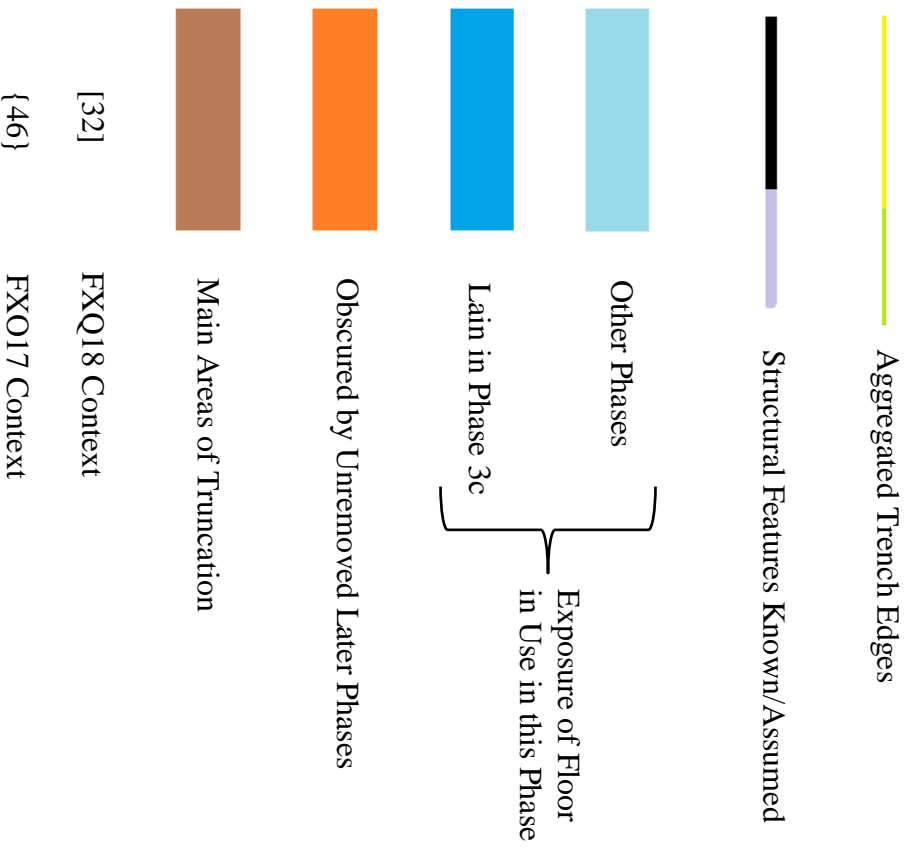 Aggregated Trench Edges
Structural Features Known/Assumed
Other Phases
Lain in Phase 3c
Exposure of Floor
in Use in this Phase
Obscured by Unremoved Later Phases
Main Areas of Truncation
[32] FXQ18 Context
{46} FXO17 Context